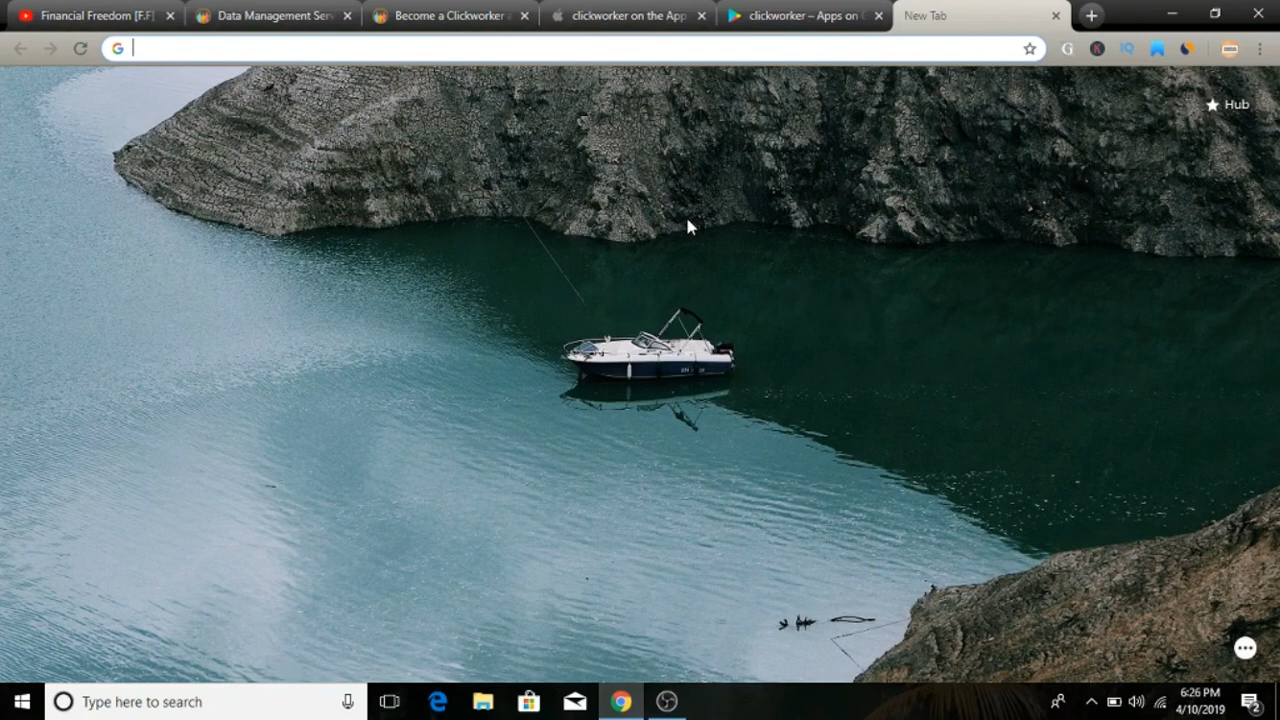 Financial Freedom [F.F]
Data Management Serv
Become a Clickworker a
clickworker on the App
clickworker – Apps on G
New Tab
Hub
Type here to search
6:26 PM
4/10/2019
2